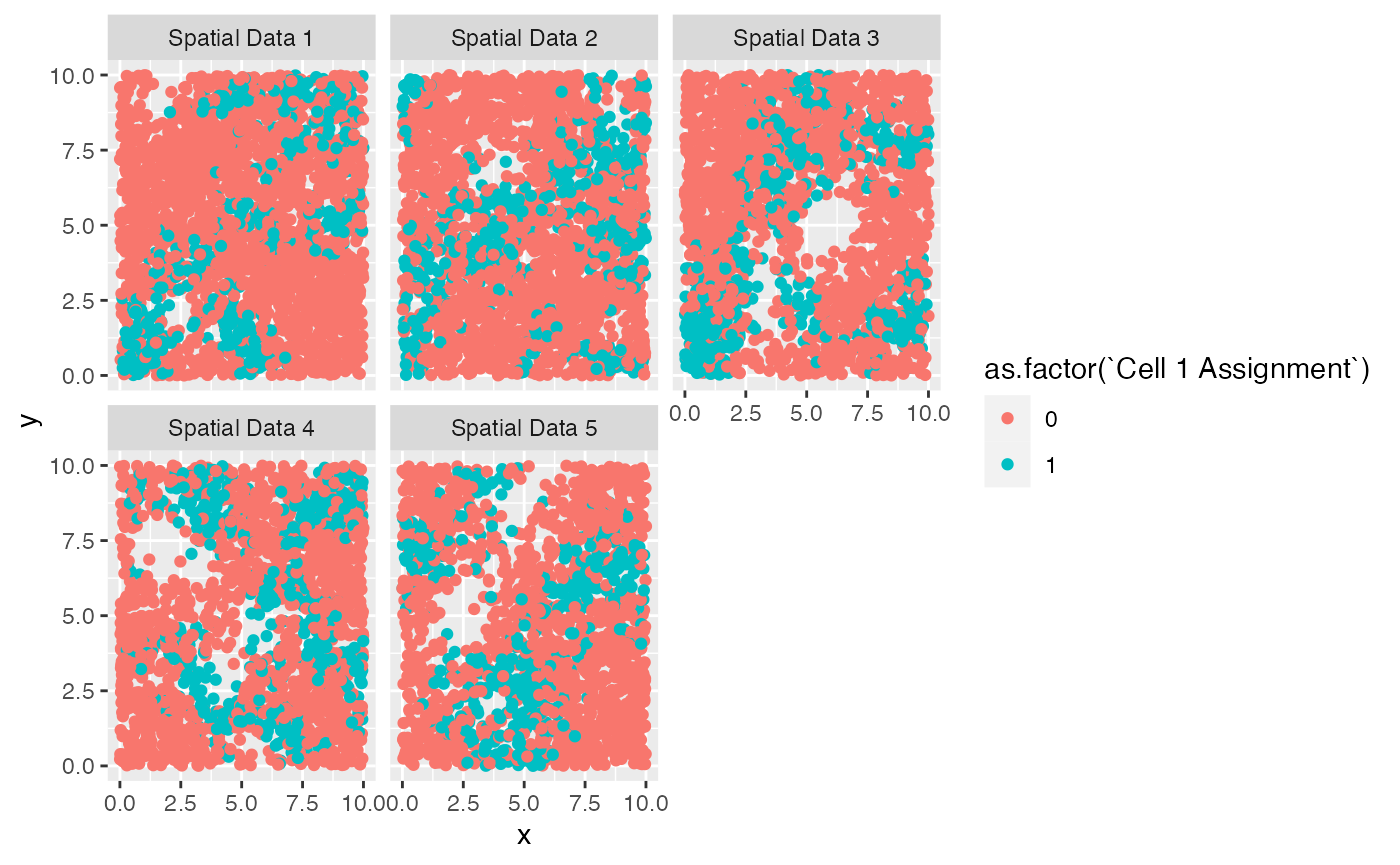 Spatial Data 1
Spatial Data 2
Spatial Data 3
10.0
7.5
5.0
2.5
0.0
0.0 2.5 5.0 7.5 10.0
Spatial Data 4
Spatial Data 5
10.0
7.5
5.0
2.5
0.0
0.0 2.5 5.0 7.5 10.0
0.0 2.5 5.0 7.5 10.0
x
y
as.factor(`Cell 1 Assignment`)
0
1